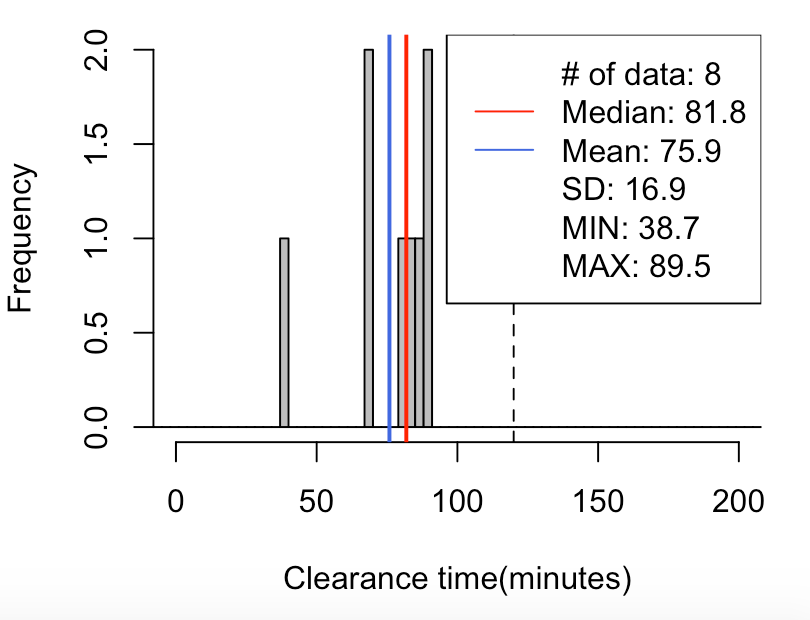 2.0
1.5
1.0
0.5
0.0
Frequency
# of data: 8
Median: 81.8
Mean: 75.9
SD: 16.9
MIN: 38.7
MAX: 89.5
0 50 100 150 200
Clearance time(minutes)